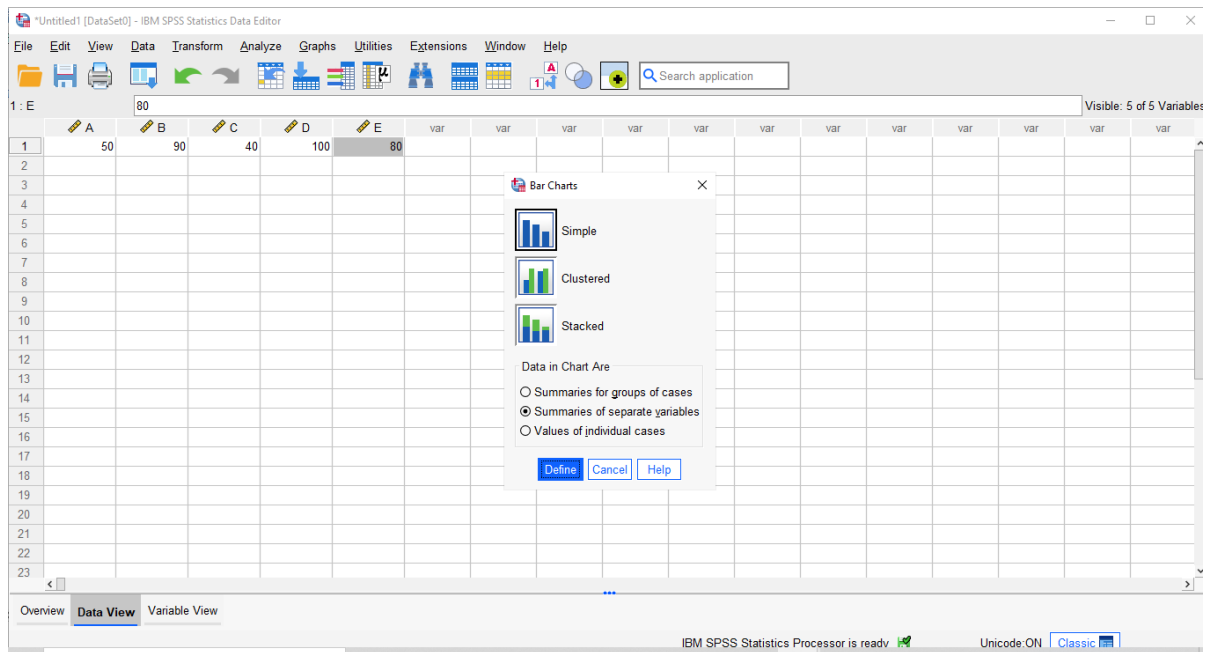 *Untitled1 [DataSet0] - IBM SPSS Statistics Data Editor
File Edit View Data Transform Analyze Graphs Utilities Extensions Window Help
Search application
1 : E 80 Visible: 5 of 5 Variables
A B C D E var var var var var var var var var var var var
1 50 90 40 100 80
2
3
4
5
6
7
8
9
10
11
12
13
14
15
16
17
18
19
20
21
22
23
Bar Charts
Simple
Clustered
Stacked
Data in Chart Are
Summaries for groups of cases
Summaries of separate variables
Values of individual cases
Define Cancel Help
Overview Data View Variable View
IBM SPSS Statistics Processor is ready Unicode:ON Classic